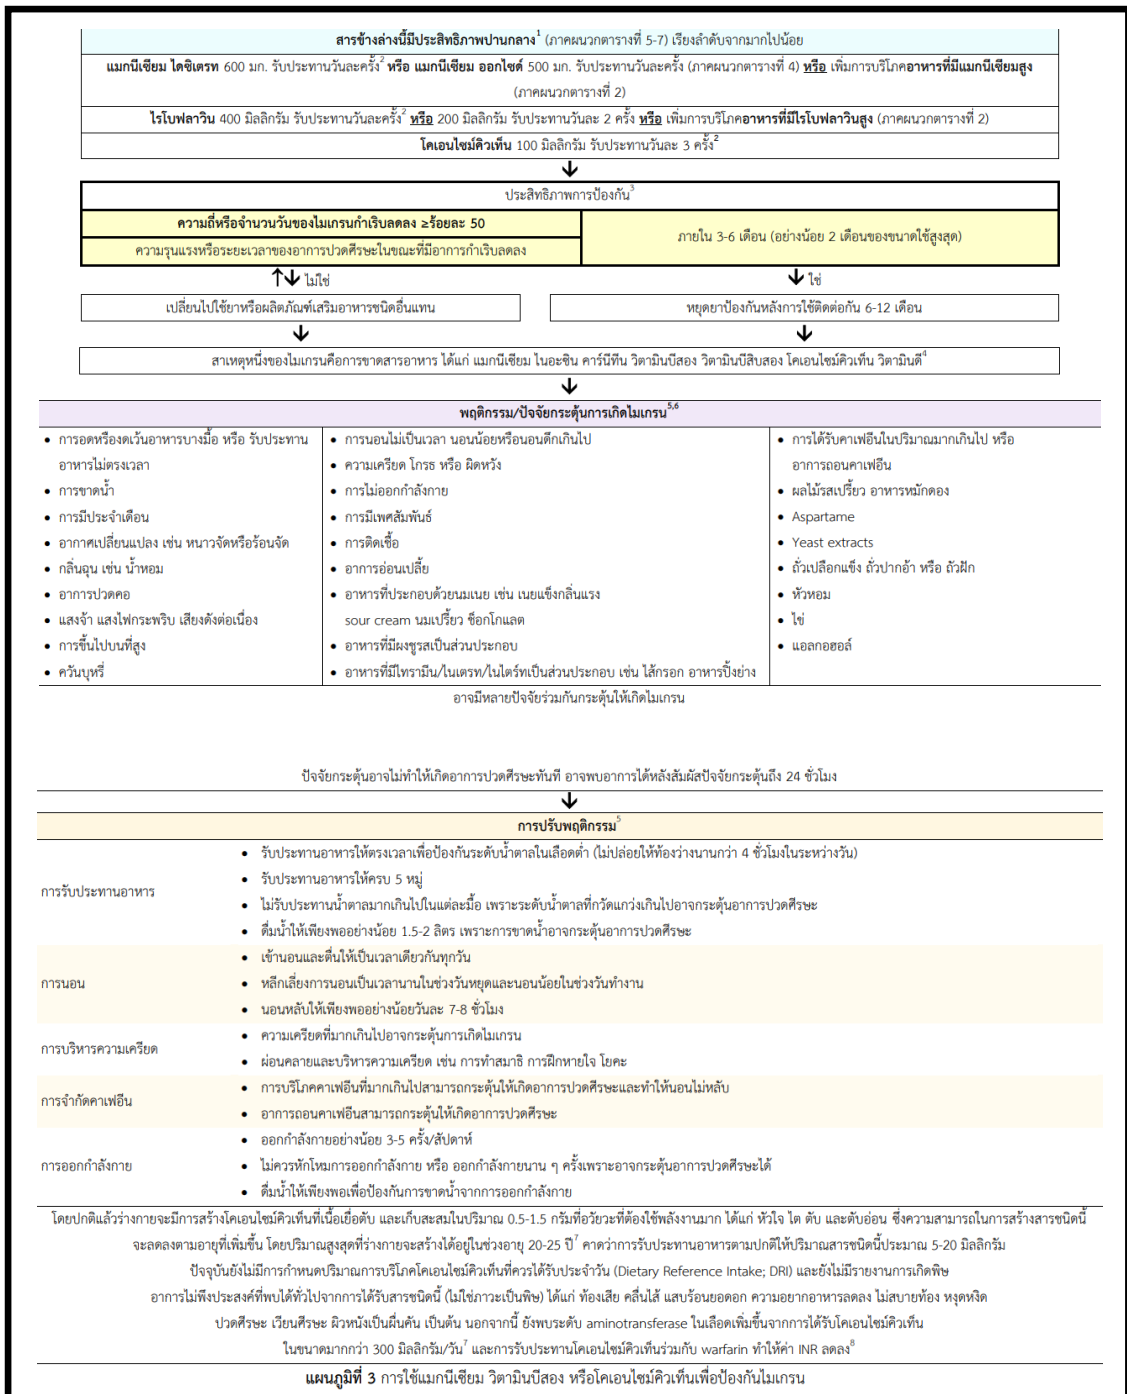 สารข้างล่างนี้มีประสิทธิภาพปานกลาง1 (ภาคผนวกตารางที่ 5-7) เรียงลำดับจากมากไปน้อย
แมกนีเซียม ไดซิเตรท 600 มก. รับประทานวันละครั้ง2 หรือ แมกนีเซียม ออกไซด์ 500 มก. รับประทานวันละครั้ง (ภาคผนวกตารางที่ 4) หรือ เพิ่มการบริโภคอาหารที่มีแมกนีเซียมสูง
(ภาคผนวกตารางที่ 2)
ไรโบฟลาวิน 400 มิลลิกรัม รับประทานวันละครั้ง2 หรือ 200 มิลลิกรัม รับประทานวันละ 2 ครั้ง หรือ เพิ่มการบริโภคอาหารที่มีไรโบฟลาวินสูง (ภาคผนวกตารางที่ 2)
โคเอนไซม์คิวเท็น 100 มิลลิกรัม รับประทานวันละ 3 ครั้ง2
ประสิทธิภาพการป้องกัน3
ความถี่หรือจำนวนวันของไมเกรนกำเริบลดลง ≥ร้อยละ 50
ความรุนแรงหรือระยะเวลาของอาการปวดศีรษะในขณะที่มีอาการกำเริบลดลง
ภายใน 3-6 เดือน (อย่างน้อย 2 เดือนของขนาดใช้สูงสุด)
ไม่ใช่
ใช่
เปลี่ยนไปใช้ยาหรือผลิตภัณฑ์เสริมอาหารชนิดอื่นแทน
หยุดยาป้องกันหลังการใช้ติดต่อกัน 6-12 เดือน
สาเหตุหนึ่งของไมเกรนคือการขาดสารอาหาร ได้แก่ แมกนีเซียม ไนอะซิน คาร์นีทีน วิตามินบีสอง วิตามินบีสิบสอง โคเอนไซม์คิวเท็น วิตามินดี4
พฤติกรรม/ปัจจัยกระตุ้นการเกิดไมเกรน5,6
• การอดหรืองดเว้นอาหารบางมื้อ หรือ รับประทาน
อาหารไม่ตรงเวลา
• การขาดน้ำ
• การมีประจำเดือน
• อากาศเปลี่ยนแปลง เช่น หนาวจัดหรือร้อนจัด
• กลิ่นฉุน เช่น น้ำหอม
• อาการปวดคอ
• แสงจ้า แสงไฟกระพริบ เสียงดังต่อเนื่อง
• การขึ้นไปบนที่สูง
• ควันบุหรี่
• การนอนไม่เป็นเวลา นอนน้อยหรือนอนดึกเกินไป
• ความเครียด โกรธ หรือ ผิดหวัง
• การไม่ออกกำลังกาย
• การมีเพศสัมพันธ์
• การติดเชื้อ
• อาการอ่อนเปลี้ย
• อาหารที่ประกอบด้วยนมเนย เช่น เนยแข็งกลิ่นแรง
sour cream นมเปรี้ยว ช็อกโกแลต
• อาหารที่มีผงชูรสเป็นส่วนประกอบ
• อาหารที่มีไทรามีน/ไนเตรท/ไนไตร์ทเป็นส่วนประกอบ เช่น ไส้กรอก อาหารปิ้งย่าง
• การได้รับคาเฟอีนในปริมาณมากเกินไป หรือ
อาการถอนคาเฟอีน
• ผลไม้รสเปรี้ยว อาหารหมักดอง
• Aspartame
• Yeast extracts
• ถั่วเปลือกแข็ง ถั่วปากอ้า หรือ ถัวฝัก
• หัวหอม
• ไข่
• แอลกอฮอล์
อาจมีหลายปัจจัยร่วมกันกระตุ้นให้เกิดไมเกรน
ปัจจัยกระตุ้นอาจไม่ทำให้เกิดอาการปวดศีรษะทันที อาจพบอาการได้หลังสัมผัสปัจจัยกระตุ้นถึง 24 ชั่วโมง
การปรับพฤติกรรม5
การรับประทานอาหาร
• รับประทานอาหารให้ตรงเวลาเพื่อป้องกันระดับน้ำตาลในเลือดต่ำ (ไม่ปล่อยให้ท้องว่างนานกว่า 4 ชั่วโมงในระหว่างวัน)
• รับประทานอาหารให้ครบ 5 หมู่
• ไม่รับประทานน้ำตาลมากเกินไปในแต่ละมื้อ เพราะระดับน้ำตาลที่กวัดแกว่งเกินไปอาจกระตุ้นอาการปวดศีรษะ
• ดื่มน้ำให้เพียงพออย่างน้อย 1.5-2 ลิตร เพราะการขาดน้ำอาจกระตุ้นอาการปวดศีรษะ
การนอน
• เข้านอนและตื่นให้เป็นเวลาเดียวกันทุกวัน
• หลีกเลี่ยงการนอนเป็นเวลานานในช่วงวันหยุดและนอนน้อยในช่วงวันทำงาน
• นอนหลับให้เพียงพออย่างน้อยวันละ 7-8 ชั่วโมง
การบริหารความเครียด
• ความเครียดที่มากเกินไปอาจกระตุ้นการเกิดไมเกรน
• ผ่อนคลายและบริหารความเครียด เช่น การทำสมาธิ การฝึกหายใจ โยคะ
การจำกัดคาเฟอีน
• การบริโภคคาเฟอีนที่มากเกินไปสามารถกระตุ้นให้เกิดอาการปวดศีรษะและทำให้นอนไม่หลับ
• อาการถอนคาเฟอีนสามารถกระตุ้นให้เกิดอาการปวดศีรษะ
การออกกำลังกาย
• ออกกำลังกายอย่างน้อย 3-5 ครั้ง/สัปดาห์
• ไม่ควรหักโหมการออกกำลังกาย หรือ ออกกำลังกายนาน ๆ ครั้งเพราะอาจกระตุ้นอาการปวดศีรษะได้
• ดื่มน้ำให้เพียงพอเพื่อป้องกันการขาดน้ำจากการออกกำลังกาย
โดยปกติแล้วร่างกายจะมีการสร้างโคเอนไซม์คิวเท็นที่เนื้อเยื่อตับ และเก็บสะสมในปริมาณ 0.5-1.5 กรัมที่อวัยวะที่ต้องใช้พลังงานมาก ได้แก่ หัวใจ ไต ตับ และตับอ่อน ซึ่งความสามารถในการสร้างสารชนิดนี้
จะลดลงตามอายุที่เพิ่มขึ้น โดยปริมาณสูงสุดที่ร่างกายจะสร้างได้อยู่ในช่วงอายุ 20-25 ปี7 คาดว่าการรับประทานอาหารตามปกติให้ปริมาณสารชนิดนี้ประมาณ 5-20 มิลลิกรัม
ปัจจุบันยังไม่มีการกำหนดปริมาณการบริโภคโคเอนไซม์คิวเท็นที่ควรได้รับประจำวัน (Dietary Reference Intake; DRI) และยังไม่มีรายงานการเกิดพิษ
อาการไม่พึงประสงค์ที่พบได้ทั่วไปจากการได้รับสารชนิดนี้ (ไม่ใช่ภาวะเป็นพิษ) ได้แก่ ท้องเสีย คลื่นไส้ แสบร้อนยอดอก ความอยากอาหารลดลง ไม่สบายท้อง หงุดหงิด
ปวดศีรษะ เวียนศีรษะ ผิวหนังเป็นผื่นคัน เป็นต้น นอกจากนี้ ยังพบระดับ aminotransferase ในเลือดเพิ่มขึ้นจากการได้รับโคเอนไซม์คิวเท็น
ในขนาดมากกว่า 300 มิลลิกรัม/วัน7 และการรับประทานโคเอนไซม์คิวเท็นร่วมกับ warfarin ทำให้ค่า INR ลดลง8
แผนภูมิที่ 3 การใช้แมกนีเซียม วิตามินบีสอง หรือโคเอนไซม์คิวเท็นเพื่อป้องกันไมเกรน